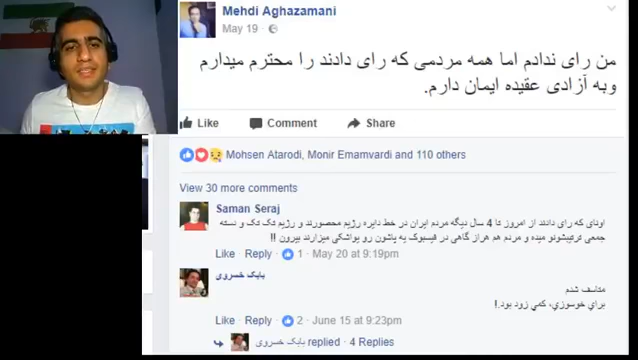 Mehdi Aghazamani
May 19
من رای ندادم اما همه مردمی که رای دادند را محترم میدارم
وبه آزادی عقیده ایمان دارم.
Like Comment Share
Mohsen Atarodi, Monir Emamvardi and 110 others
View 30 more comments
Saman Seraj
اونای که رای دادند از امروز تا 4 سال دیگه مردم ایران در خط دایره رژیم محصورند و رژیم تک تک و دسته
جمعی ترتیبشونو میده و مردم هم هراز گاهی در فیسبوک یه پاشون رو یواشکی میزارند بیرون !!
Like Reply 1 May 20 at 9:19pm
بابک خسروی
متاسف شدم
براي خوسوزي، كمي زود بود.!
Like Reply 2 June 15 at 9:23pm
بابک خسروی replied 4 Replies